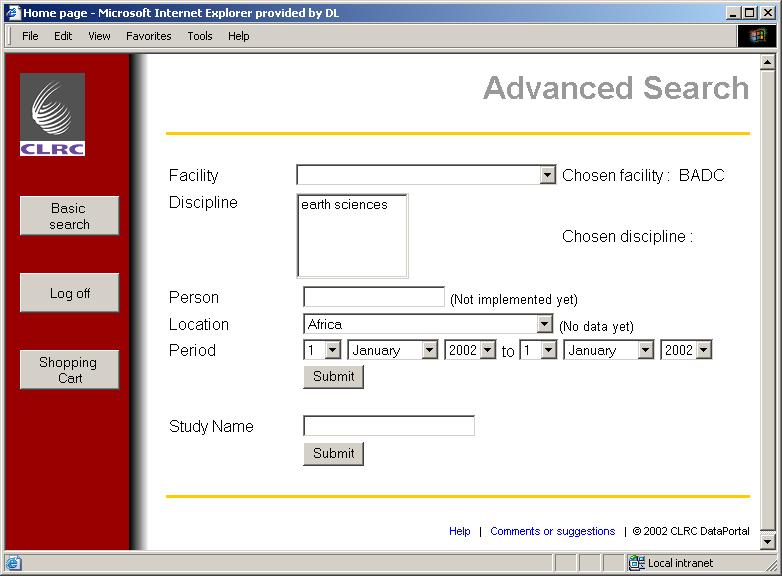 Home page - Microsoft Internet Explorer provided by DL
File Edit View Favorites Tools Help
CLRC
Basic
search
Log off
Shopping
Cart
Advanced Search
Facility Chosen facility : BADC
Discipline earth sciences
Chosen discipline :
Person (Not implemented yet)
Location Africa (No data yet)
Period 1 January 2002 to 1 January 2002
Submit
Study Name
Submit
Help | Comments or suggestions | © 2002 CLRC DataPortal
Local intranet